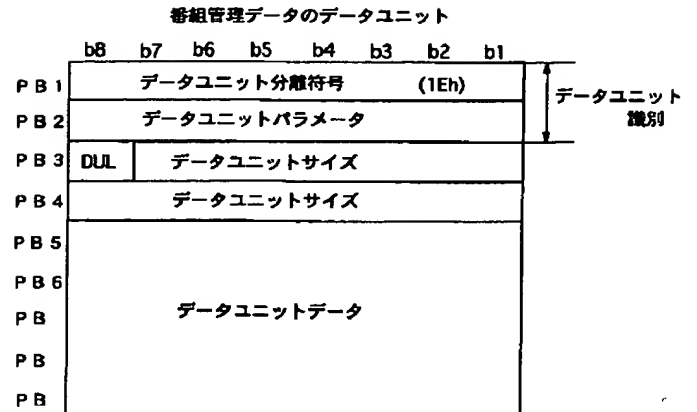 番組管理データのデータユニット
b8 b7 b6 b5 b4 b3 b2 b1
PB1 データユニット分離符号 (1Eh)
データユニット
識別
PB2 データユニットパラメータ
PB3 DUL データユニットサイズ
PB4 データユニットサイズ
PB5
PB6
データユニットデータ
PB
PB
PB